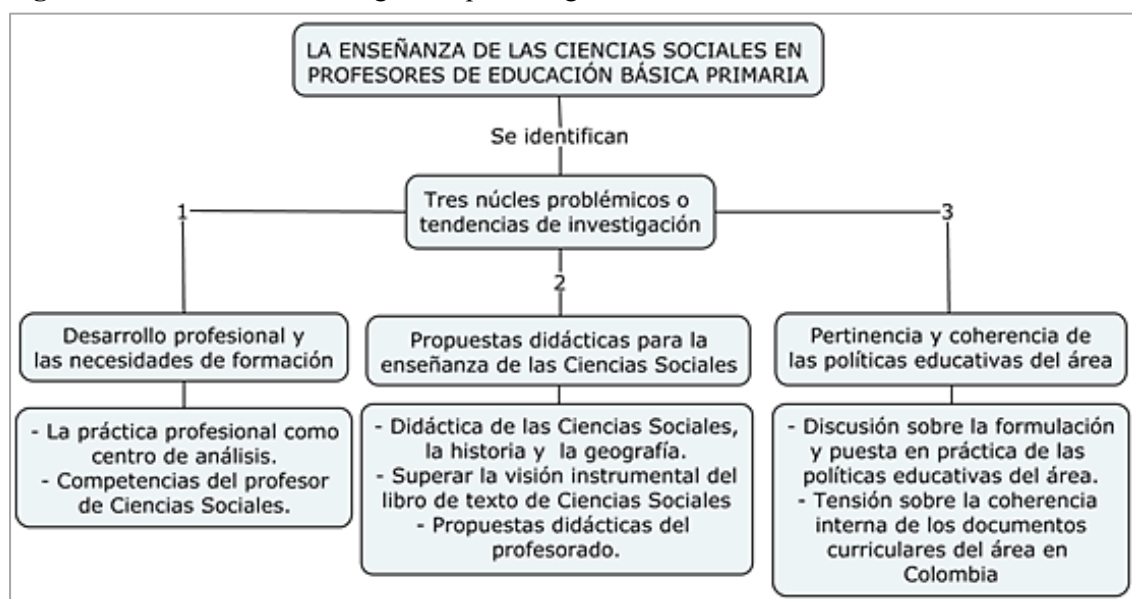 LA ENSEÑANZA DE LAS CIENCIAS SOCIALES EN
PROFESORES DE EDUCACIÓN BÁSICA PRIMARIA
Se identifican
Tres núcles problémicos o
tendencias de investigación
1
3
2
Desarrollo profesional y
las necesidades de formación
Propuestas didácticas para la
enseñanza de las Ciencias Sociales
Pertinencia y coherencia de
las políticas educativas del área
- La práctica profesional como
centro de análisis.
- Competencias del profesor
de Ciencias Sociales.
- Didáctica de las Ciencias Sociales,
la historia y la geografía.
- Superar la visión instrumental del
libro de texto de Ciencias Sociales
- Propuestas didácticas del
profesorado.
- Discusión sobre la formulación
y puesta en práctica de las
políticas educativas del área.
- Tensión sobre la coherencia
interna de los documentos
curriculares del área en
Colombia